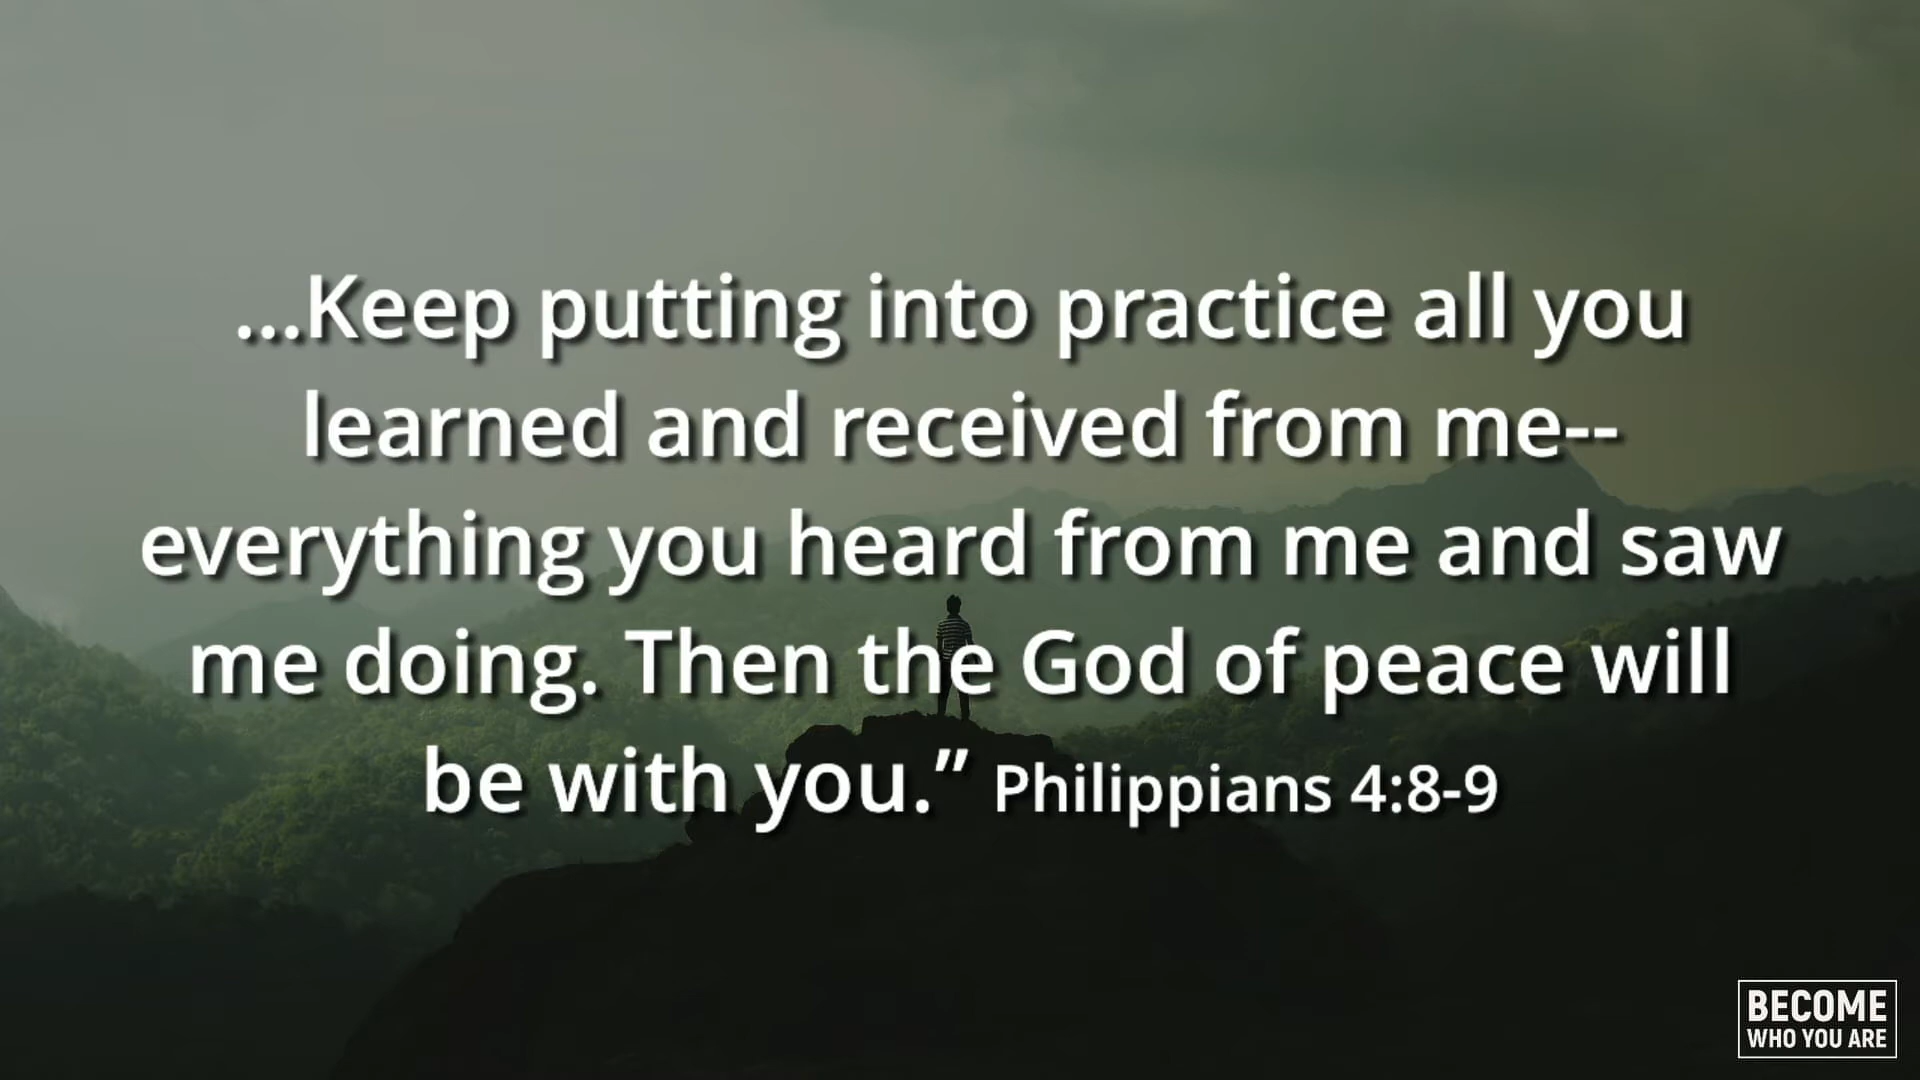 ...Keep putting into practice all you
learned and received from me--
everything you heard from me and saw
me doing. Then the God of peace will
be with you.” Philippians 4:8-9
BECOME
WHO YOU ARE